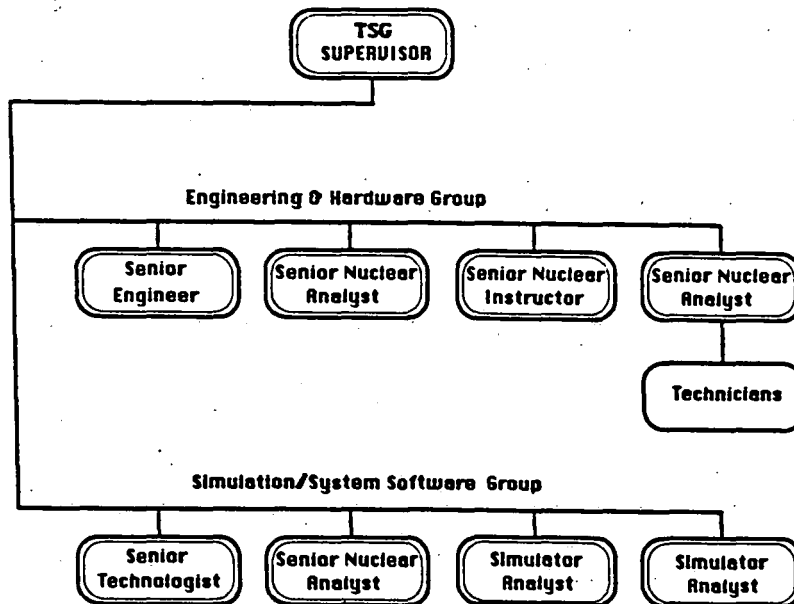 TSG
SUPERVISOR
Engineering & Hardware Group
Senior
Engineer
Senior Nuclear
Analyst
Senior Nuclear
Instructor
Senior Nuclear
Analyst
Technicians
Simulation/System Software Group
Senior
Technologist
Senior Nuclear
Analyst
Simulator
Analyst
Simulator
Analyst